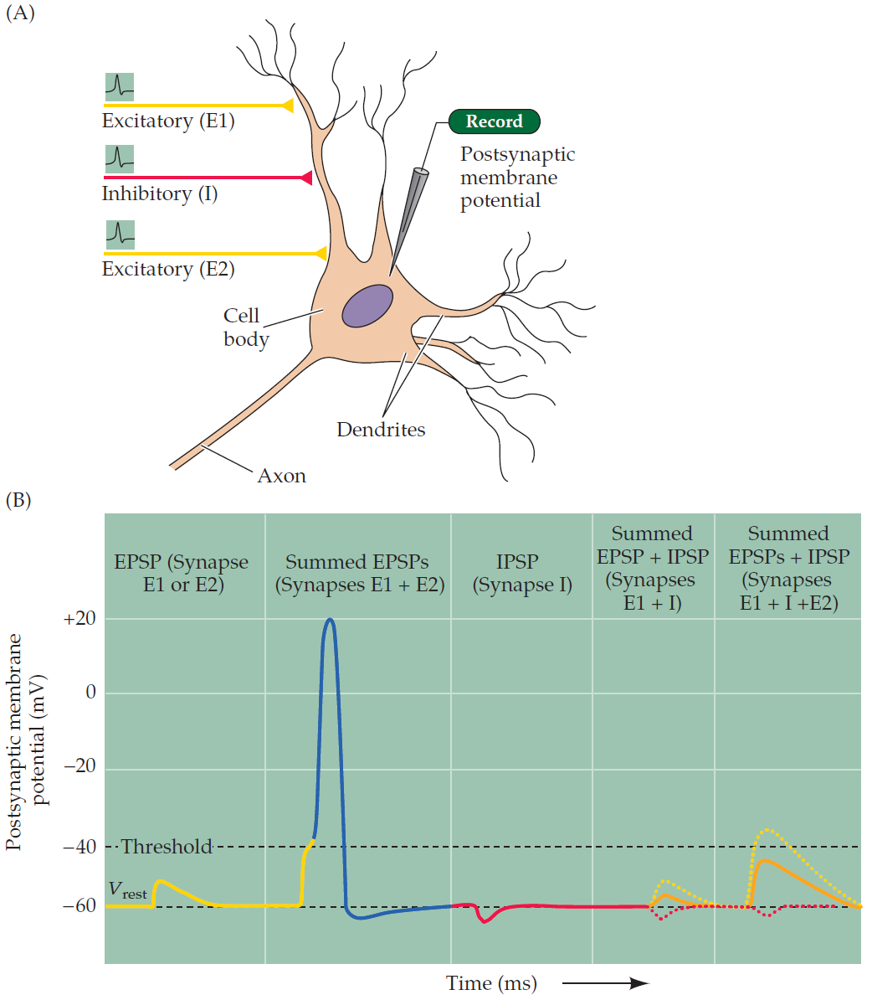 (A)
Excitatory (E1)
Inhibitory (I)
Excitatory (E2)
Record
Postsynaptic
membrane
potential
Cell
body
Dendrites
Axon
(B)
EPSP (Synapse
E1 or E2)
Summed EPSPs
(Synapses E1 + E2)
IPSP
(Synapse I)
Summed
EPSP + IPSP
(Synapses
E1 + I)
Summed
EPSPs + IPSP
(Synapses
E1 + I +E2)
Postsynaptic membrane
potential (mV)
+20
0
−20
−40
−60
Threshold
Vrest
Time (ms)